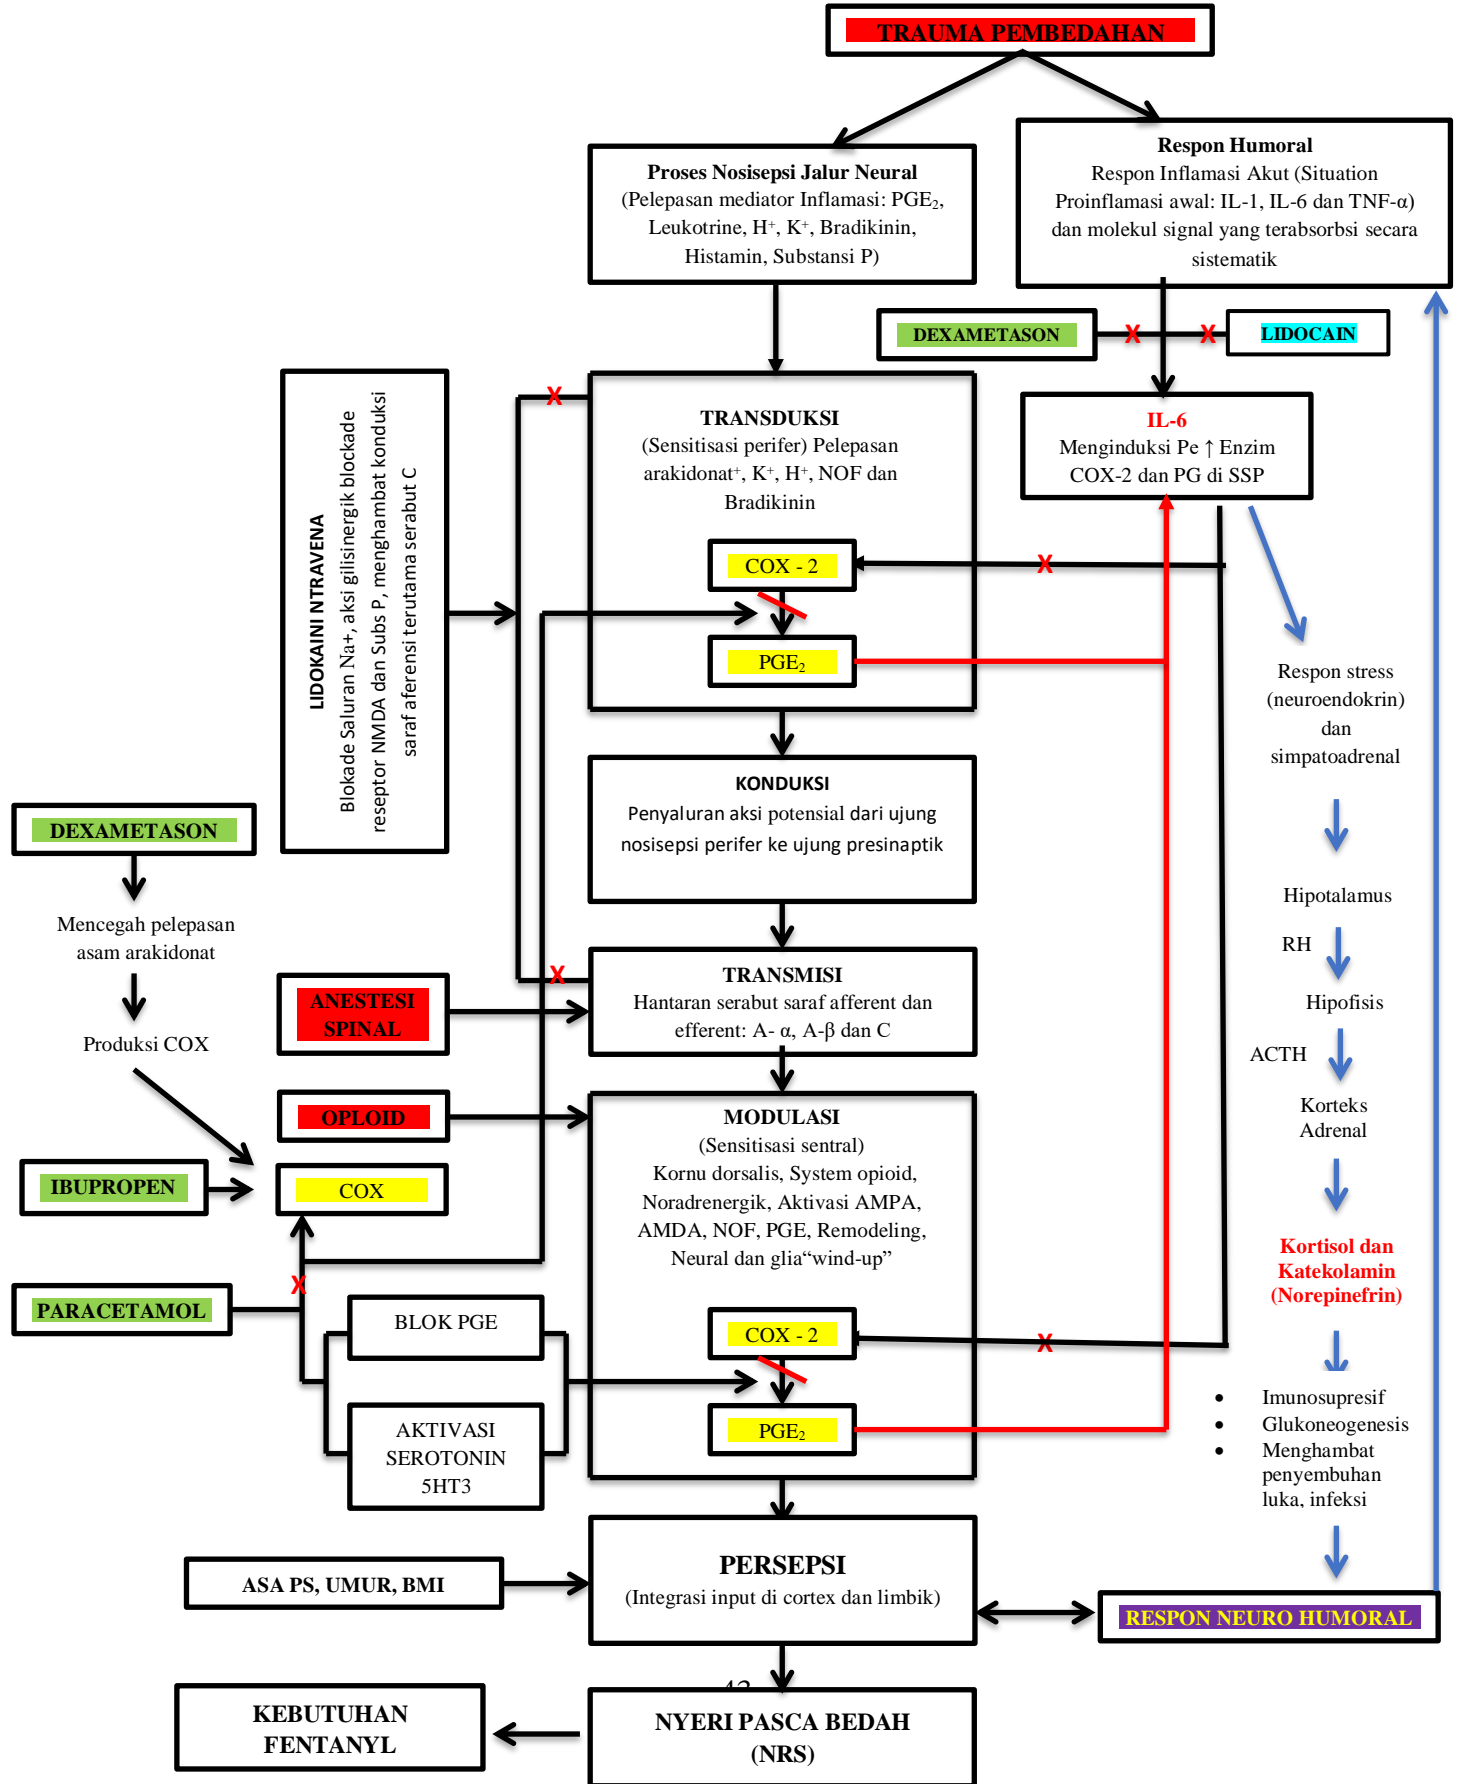 TRAUMA PEMBEDAHAN
Proses Nosisepsi Jalur Neural
(Pelepasan mediator Inflamasi: PGE₂,
Leukotrine, H⁺, K⁺, Bradikinin,
Histamin, Substansi P)
Respon Humoral
Respon Inflamasi Akut (Situation
Proinflamasi awal: IL-1, IL-6 dan TNF-α)
dan molekul signal yang terabsorbsi secara
sistematik
DEXAMETASON
X
X
LIDOCAIN
LIDOKAINI NTRAVENA
Blokade Saluran Na+, aksi gilisinergik blockade
reseptor NMDA dan Subs P, menghambat konduksi
saraf aferensi terutama serabut C
X
TRANSDUKSI
(Sensitisasi perifer) Pelepasan
arakidonat⁺, K⁺, H⁺, NOF dan
Bradikinin
COX - 2
PGE₂
IL-6
Menginduksi Pe ↑ Enzim
COX-2 dan PG di SSP
X
Respon stress
(neuroendokrin)
dan
simpatoadrenal
Hipotalamus
RH
Hipofisis
ACTH
Korteks
Adrenal
Kortisol dan
Katekolamin
(Norepinefrin)
• Imunosupresif
• Glukoneogenesis
• Menghambat
penyembuhan
luka, infeksi
KONDUKSI
Penyaluran aksi potensial dari ujung
nosisepsi perifer ke ujung presinaptik
DEXAMETASON
Mencegah pelepasan
asam arakidonat
Produksi COX
IBUPROPEN
PARACETAMOL
ANESTESI
SPINAL
X
TRANSMISI
Hantaran serabut saraf afferent dan
efferent: A- α, A-β dan C
OPLOID
COX
X
MODULASI
(Sensitisasi sentral)
Kornu dorsalis, System opioid,
Noradrenergik, Aktivasi AMPA,
AMDA, NOF, PGE, Remodeling,
Neural dan glia“wind-up”
COX - 2
PGE₂
X
BLOK PGE
AKTIVASI
SEROTONIN
5HT3
ASA PS, UMUR, BMI
PERSEPSI
(Integrasi input di cortex dan limbik)
RESPON NEURO HUMORAL
KEBUTUHAN
FENTANYL
NYERI PASCA BEDAH
(NRS)